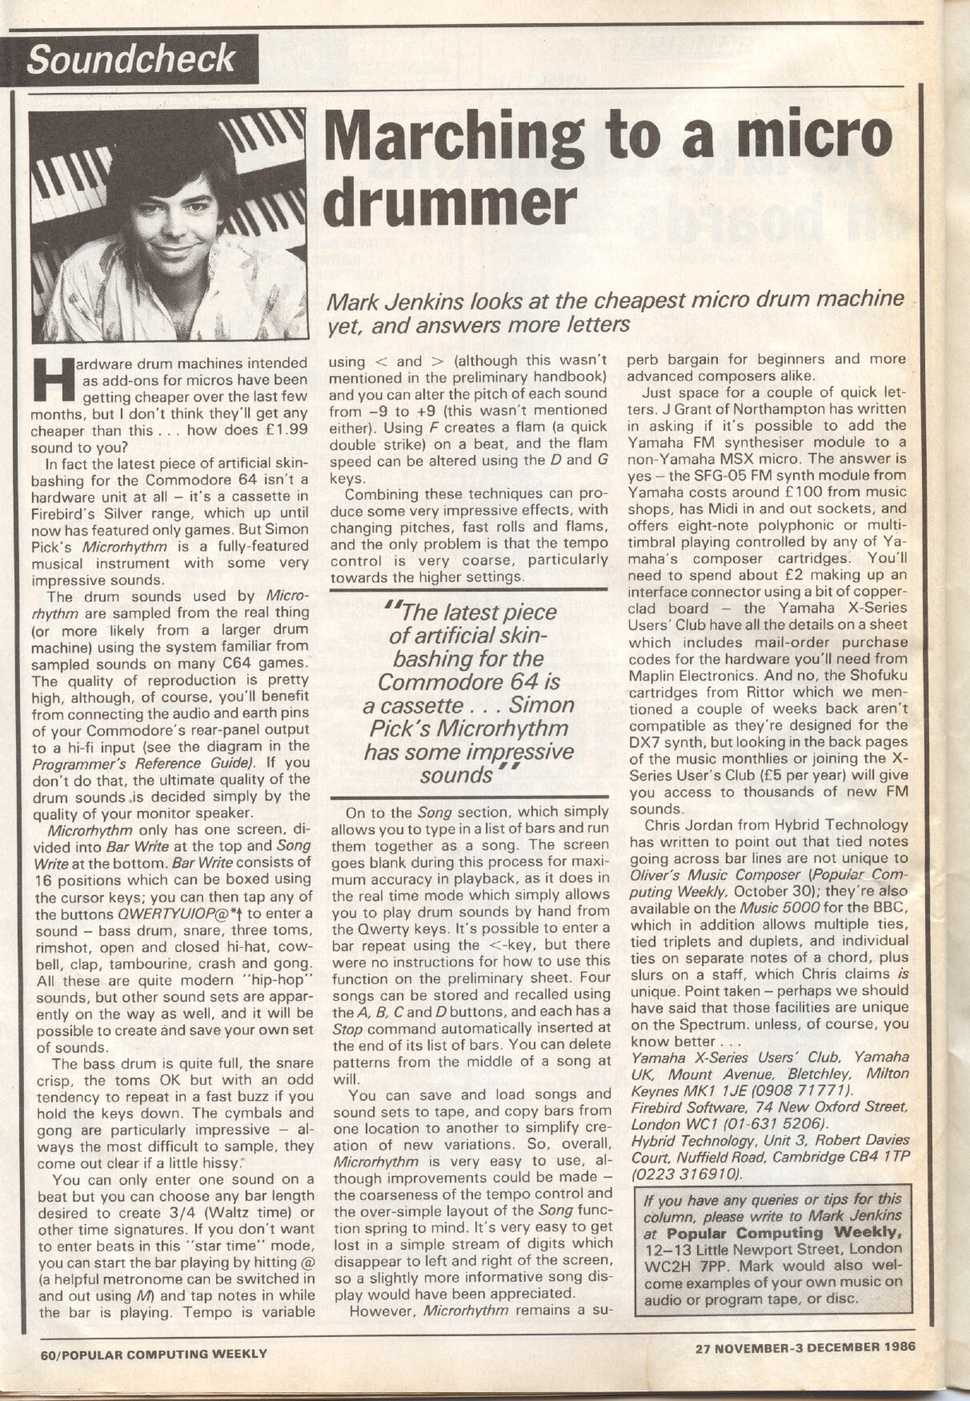 Soundcheck
Marching to a micro
drummer
Mark Jenkins looks at the cheapest micro drum machine
yet, and answers more letters
Hardware drum machines intended
as add-ons for micros have been
getting cheaper over the last few
months, but I don't think they'll get any
cheaper than this . . . how does £1.99
sound to you?
In fact the latest piece of artificial skin-
bashing for the Commodore 64 isn't a
hardware unit at all – it's a cassette in
Firebird's Silver range, which up until
now has featured only games. But Simon
Pick's Microrhythm is a fully-featured
musical instrument with some very
impressive sounds.
The drum sounds used by Micro-
rhythm are sampled from the real thing
(or more likely from a larger drum
machine) using the system familiar from
sampled sounds on many C64 games.
The quality of reproduction is pretty
high, although, of course, you'll benefit
from connecting the audio and earth pins
of your Commodore's rear-panel output
to a hi-fi input (see the diagram in the
Programmer's Reference Guide). If you
don't do that, the ultimate quality of the
drum sounds is decided simply by the
quality of your monitor speaker.
Microrhythm only has one screen, di-
vided into Bar Write at the top and Song
Write at the bottom. Bar Write consists of
16 positions which can be boxed using
the cursor keys; you can then tap any of
the buttons QWERTYUIOP@*↑ to enter a
sound – bass drum, snare, three toms,
rimshot, open and closed hi-hat, cow-
bell, clap, tambourine, crash and gong.
All these are quite modern "hip-hop"
sounds, but other sound sets are appar-
ently on the way as well, and it will be
possible to create and save your own set
of sounds.
The bass drum is quite full, the snare
crisp, the toms OK but with an odd
tendency to repeat in a fast buzz if you
hold the keys down. The cymbals and
gong are particularly impressive – al-
ways the most difficult to sample, they
come out clear if a little hissy.
You can only enter one sound on a
beat but you can choose any bar length
desired to create 3/4 (Waltz time) or
other time signatures. If you don't want
to enter beats in this "star time" mode,
you can start the bar playing by hitting @
(a helpful metronome can be switched in
and out using M) and tap notes in while
the bar is playing. Tempo is variable
using < and > (although this wasn't
mentioned in the preliminary handbook)
and you can alter the pitch of each sound
from –9 to +9 (this wasn't mentioned
either). Using F creates a flam (a quick
double strike) on a beat, and the flam
speed can be altered using the D and G
keys.
Combining these techniques can pro-
duce some very impressive effects, with
changing pitches, fast rolls and flams,
and the only problem is that the tempo
control is very coarse, particularly
towards the higher settings.
"The latest piece
of artificial skin-
bashing for the
Commodore 64 is
a cassette . . . Simon
Pick's Microrhythm
has some impressive
sounds"
On to the Song section, which simply
allows you to type in a list of bars and run
them together as a song. The screen
goes blank during this process for maxi-
mum accuracy in playback, as it does in
the real time mode which simply allows
you to play drum sounds by hand from
the Qwerty keys. It's possible to enter a
bar repeat using the <-key, but there
were no instructions for how to use this
function on the preliminary sheet. Four
songs can be stored and recalled using
the A, B, C and D buttons, and each has a
Stop command automatically inserted at
the end of its list of bars. You can delete
patterns from the middle of a song at
will.
You can save and load songs and
sound sets to tape, and copy bars from
one location to another to simplify cre-
ation of new variations. So, overall,
Microrhythm is very easy to use, al-
though improvements could be made –
the coarseness of the tempo control and
the over-simple layout of the Song func-
tion spring to mind. It's very easy to get
lost in a simple stream of digits which
disappear to left and right of the screen,
so a slightly more informative song dis-
play would have been appreciated.
However, Microrhythm remains a su-
perb bargain for beginners and more
advanced composers alike.
Just space for a couple of quick let-
ters. J Grant of Northampton has written
in asking if it's possible to add the
Yamaha FM synthesiser module to a
non-Yamaha MSX micro. The answer is
yes – the SFG-05 FM synth module from
Yamaha costs around £100 from music
shops, has Midi in and out sockets, and
offers eight-note polyphonic or multi-
timbral playing controlled by any of Ya-
maha's composer cartridges. You'll
need to spend about £2 making up an
interface connector using a bit of copper-
clad board – the Yamaha X-Series
Users' Club have all the details on a sheet
which includes mail-order purchase
codes for the hardware you'll need from
Maplin Electronics. And no, the Shofuku
cartridges from Rittor which we men-
tioned a couple of weeks back aren't
compatible as they're designed for the
DX7 synth, but looking in the back pages
of the music monthlies or joining the X-
Series User's Club (£5 per year) will give
you access to thousands of new FM
sounds.
Chris Jordan from Hybrid Technology
has written to point out that tied notes
going across bar lines are not unique to
Oliver's Music Composer (Popular Com-
puting Weekly, October 30); they're also
available on the Music 5000 for the BBC,
which in addition allows multiple ties,
tied triplets and duplets, and individual
ties on separate notes of a chord, plus
slurs on a staff, which Chris claims is
unique. Point taken – perhaps we should
have said that those facilities are unique
on the Spectrum. unless, of course, you
know better . . .
Yamaha X-Series Users' Club, Yamaha
UK, Mount Avenue, Bletchley, Milton
Keynes MK1 1JE (0908 71771).
Firebird Software, 74 New Oxford Street,
London WC1 (01-631 5206).
Hybrid Technology, Unit 3, Robert Davies
Court, Nuffield Road, Cambridge CB4 1TP
(0223 316910).
If you have any queries or tips for this
column, please write to Mark Jenkins
at Popular Computing Weekly,
12–13 Little Newport Street, London
WC2H 7PP. Mark would also wel-
come examples of your own music on
audio or program tape, or disc.
60/POPULAR COMPUTING WEEKLY
27 NOVEMBER-3 DECEMBER 1986